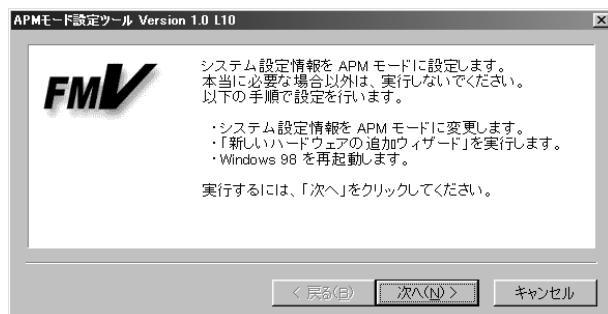 APMモード設定ツール Version 1.0 L10
FMV
システム設定情報を APM モードに設定します。
本当に必要な場合以外は、実行しないでください。
以下の手順で設定を行います。
・システム設定情報を APM モードに変更します。
・「新しいハードウェアの追加ウィザード」を実行します。
・Windows 98 を再起動します。
実行するには、「次へ」をクリックしてください。
< 戻る(B)
次へ(N) >
キャンセル